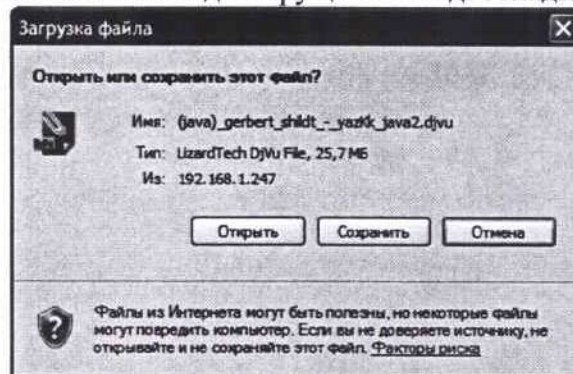 Загрузка файла
Открыть или сохранить этот файл?
Имя: (java)_gerbert_shildt_-_yazKk_java2.djvu
Тип: LizardTech DjVu File, 25,7 МБ
Из: 192.168.1.247
Открыть Сохранить Отмена
Файлы из Интернета могут быть полезны, но некоторые файлы
могут повредить компьютер. Если вы не доверяете источнику, не
открывайте и не сохраняйте этот файл. Факторы риска